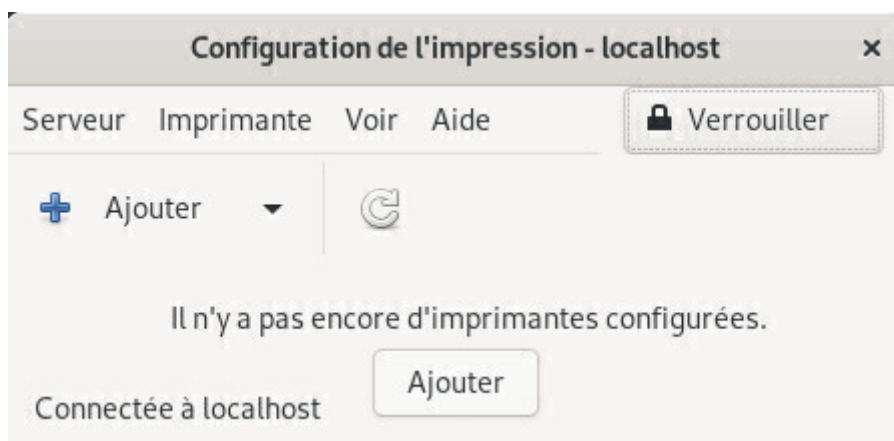 Configuration de l'impression - localhost ×
Serveur Imprimante Voir Aide Verrouiller
Ajouter
Il n'y a pas encore d'imprimantes configurées.
Ajouter
Connectée à localhost